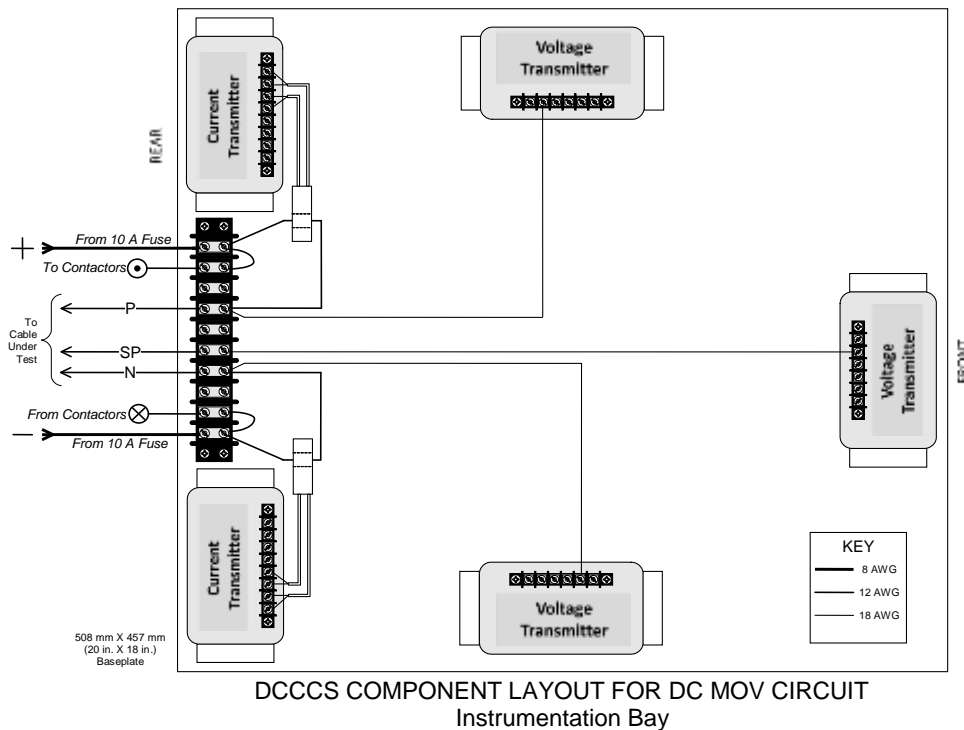 Voltage
Transmitter
Current
Transmitter
REAR
+
From 10 A Fuse
To Contactors
P
To
Cable
Under
Test
SP
N
From Contactors
From 10 A Fuse
Voltage
Transmitter
FRONT
Current
Transmitter
Voltage
Transmitter
KEY
8 AWG
12 AWG
18 AWG
508 mm X 457 mm
(20 in. X 18 in.)
Baseplate
DCCCS COMPONENT LAYOUT FOR DC MOV CIRCUIT
Instrumentation Bay